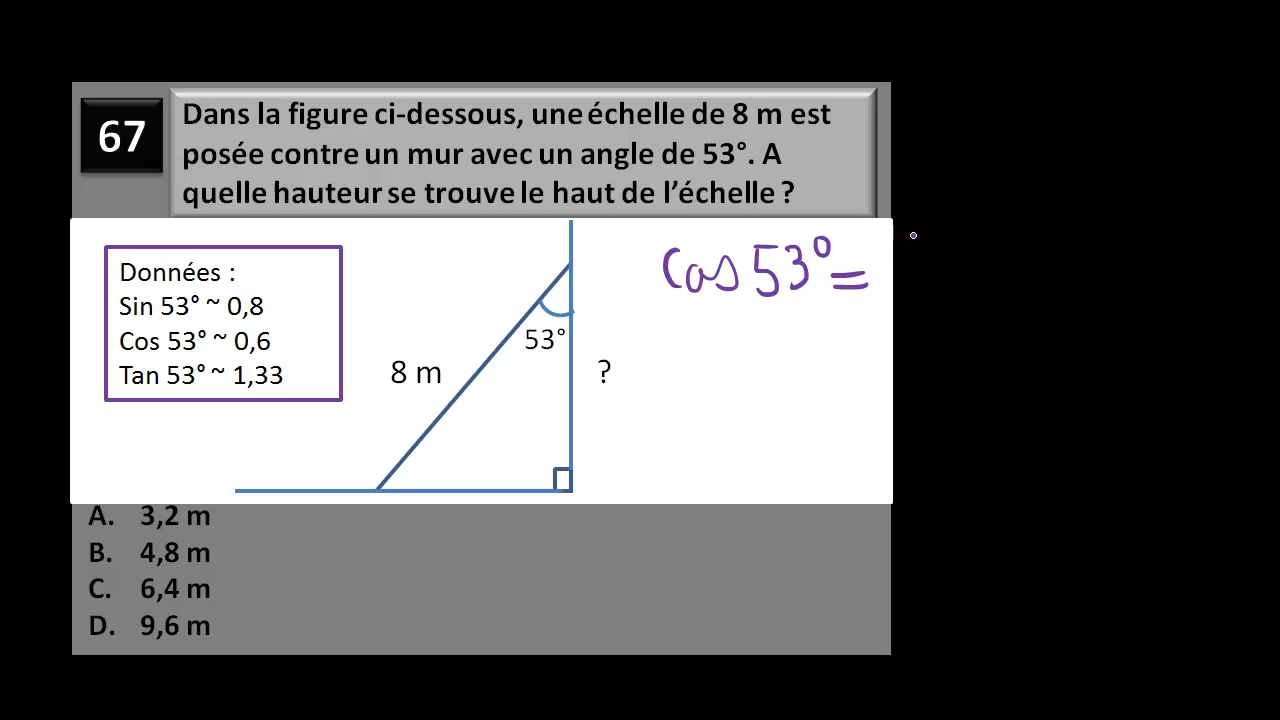 67
Dans la figure ci-dessous, une échelle de 8 m est
posée contre un mur avec un angle de 53°. A
quelle hauteur se trouve le haut de l'échelle ?
Données :
Sin 53° ~ 0,8
Cos 53° ~ 0,6
Tan 53° ~ 1,33
cos 53° =
53°
8 m
?
A. 3,2 m
B. 4,8 m
C. 6,4 m
D. 9,6 m